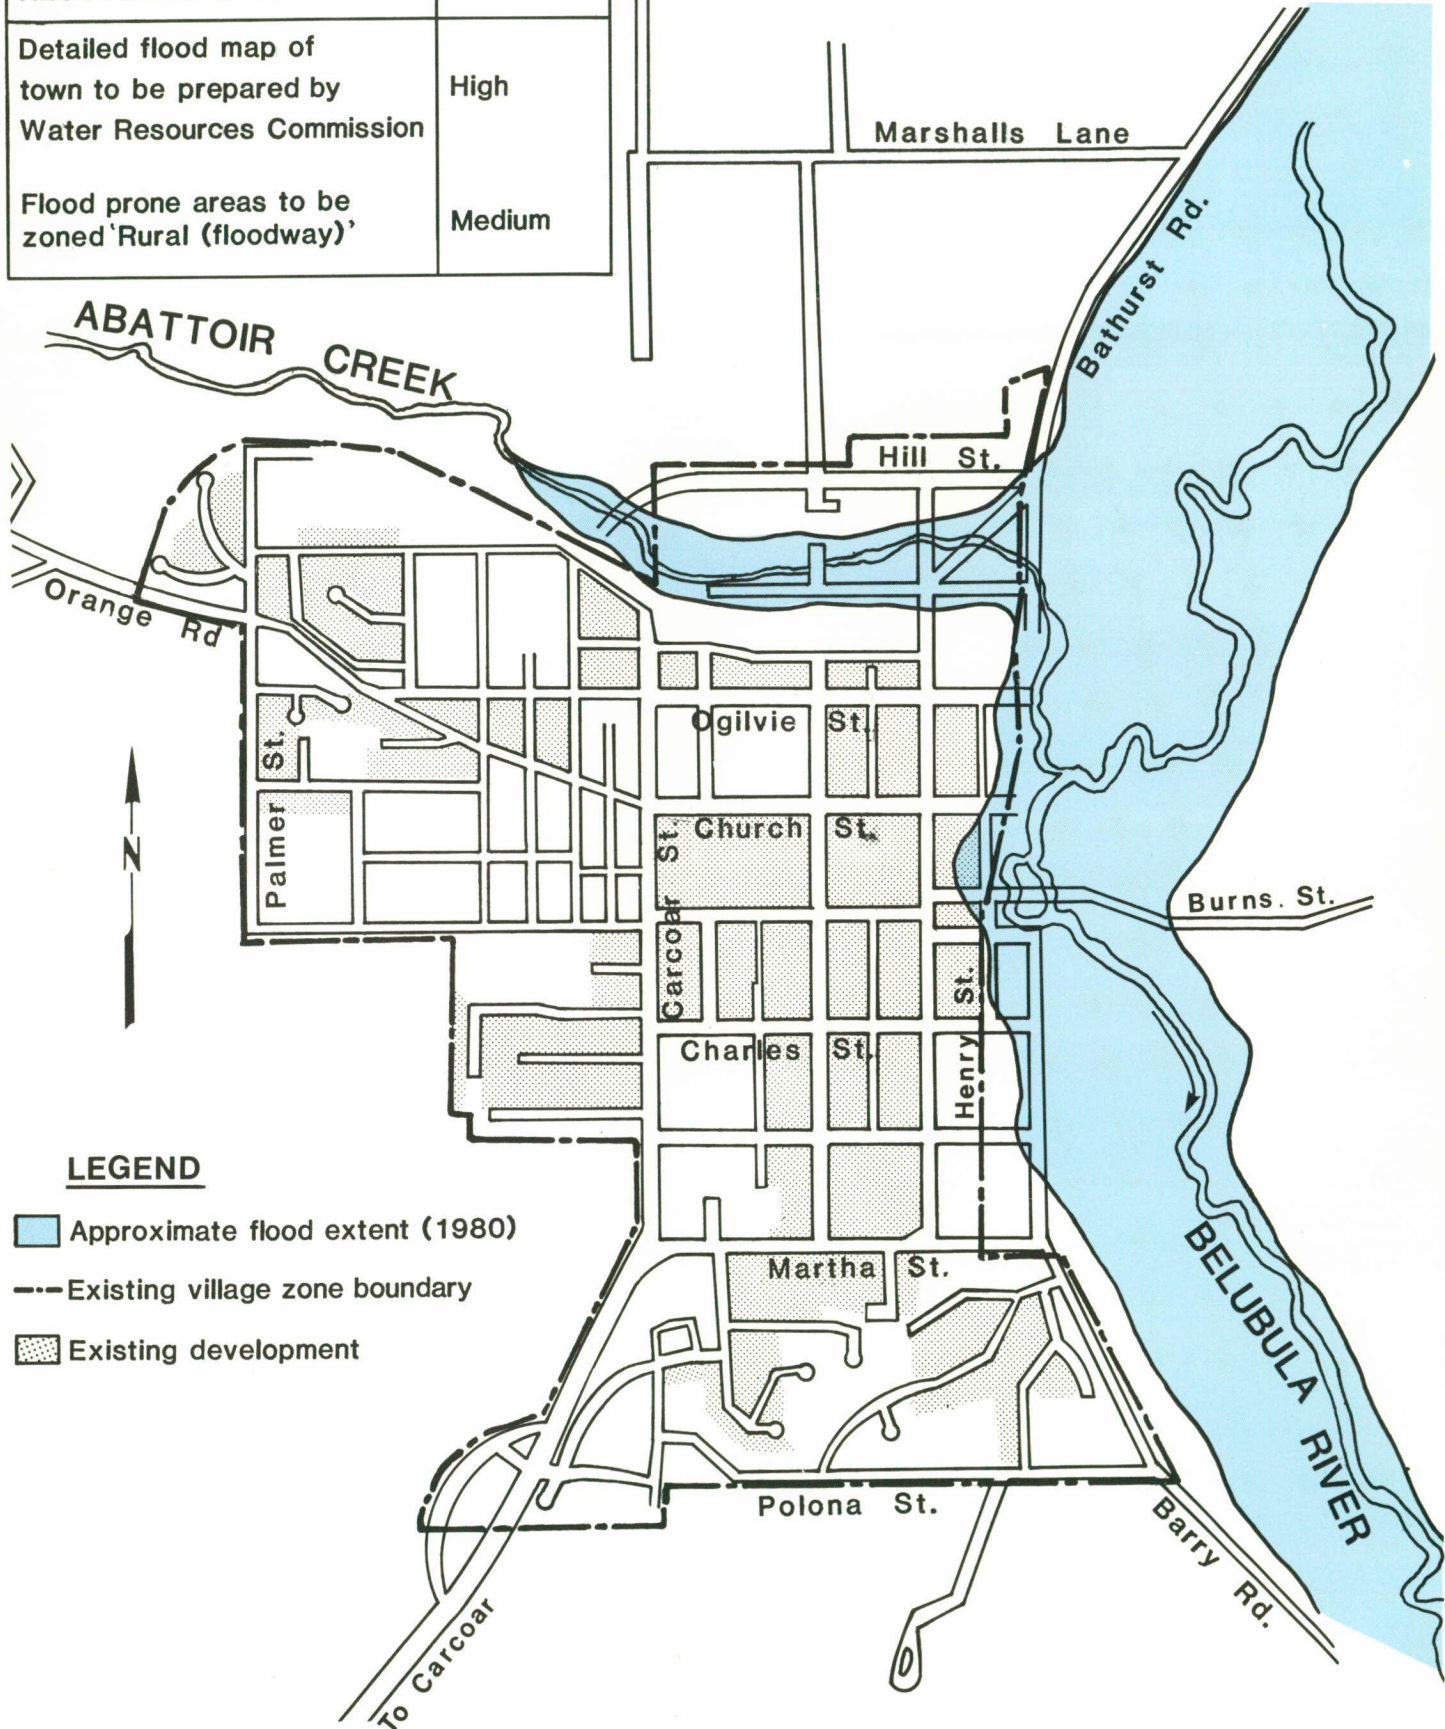 Detailed flood map of
town to be prepared by
Water Resources Commission
High
Flood prone areas to be
zoned 'Rural (floodway)'
Medium
Marshalls Lane
Bathurst Rd.
ABATTOIR CREEK
Hill St.
Orange Rd
Ogilvie St.
Palmer St.
Church St.
Carcoar St.
N
Burns. St.
Henry St.
Charles St.
LEGEND
Approximate flood extent (1980)
Existing village zone boundary
Existing development
Martha St.
BELUBULA RIVER
Polona St.
Barry Rd.
To Carcoar